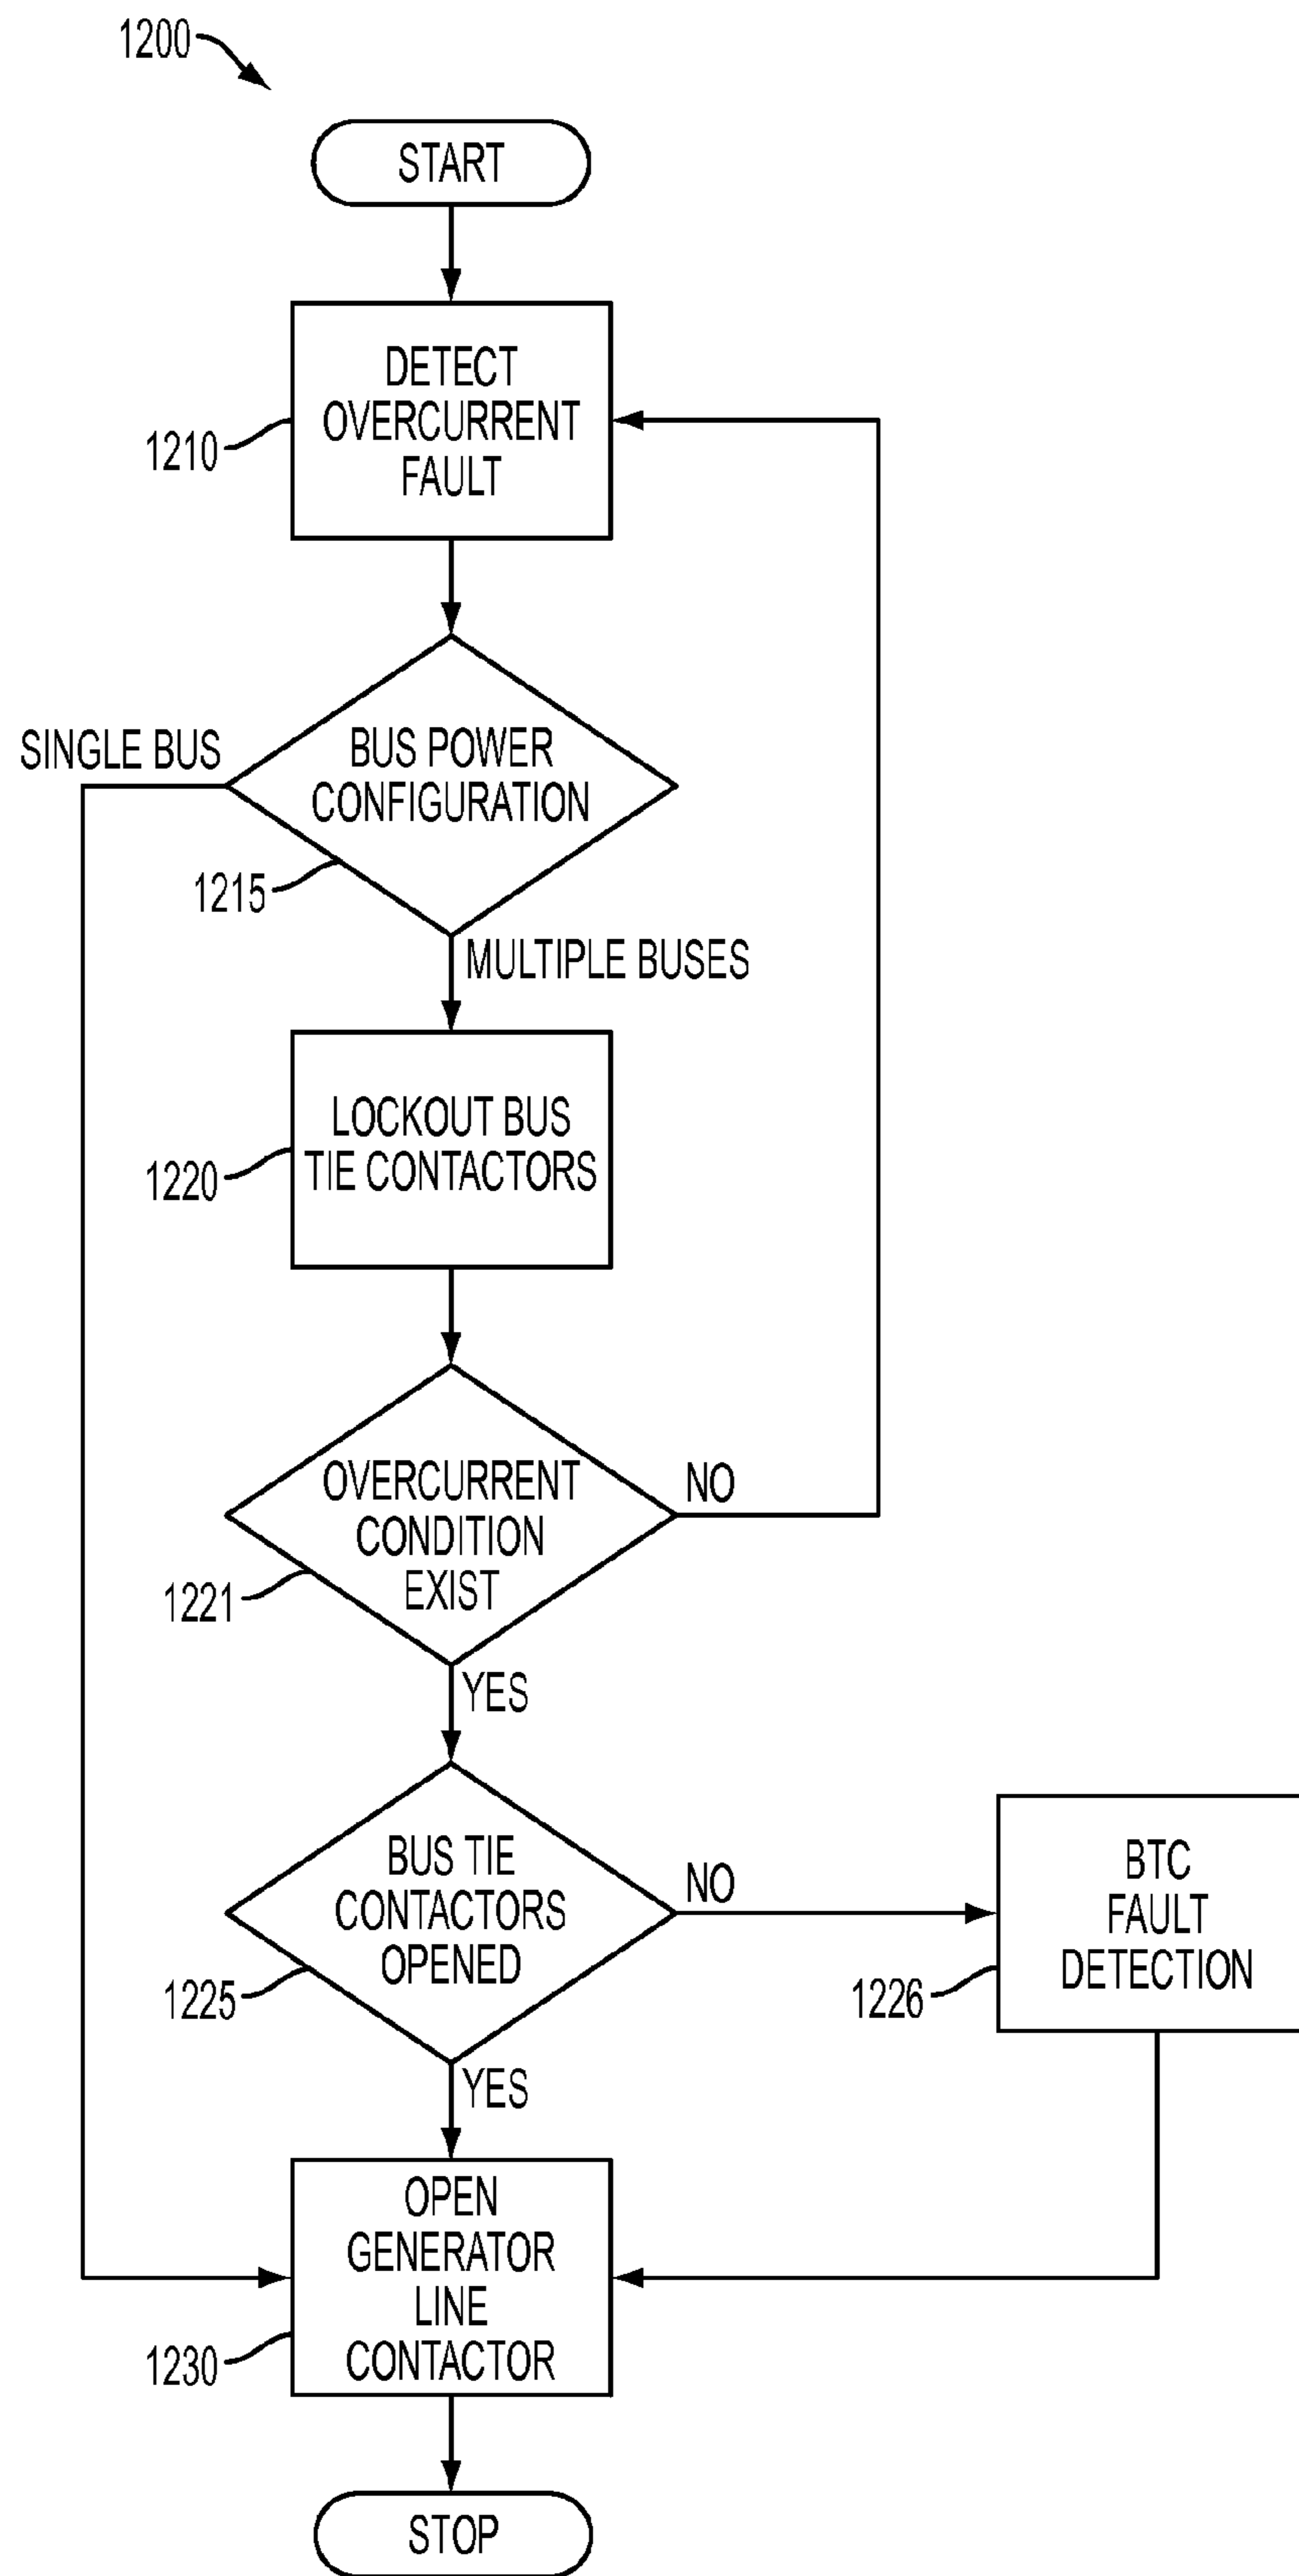 1200
START
DETECT
OVERCURRENT
FAULT
1210
SINGLE BUS
BUS POWER
CONFIGURATION
1215
MULTIPLE BUSES
LOCKOUT BUS
TIE CONTACTORS
1220
OVERCURRENT
CONDITION
EXIST
NO
1221
YES
BUS TIE
CONTACTORS
OPENED
NO
1225
BTC
FAULT
DETECTION
1226
YES
OPEN
GENERATOR
LINE
CONTACTOR
1230
STOP